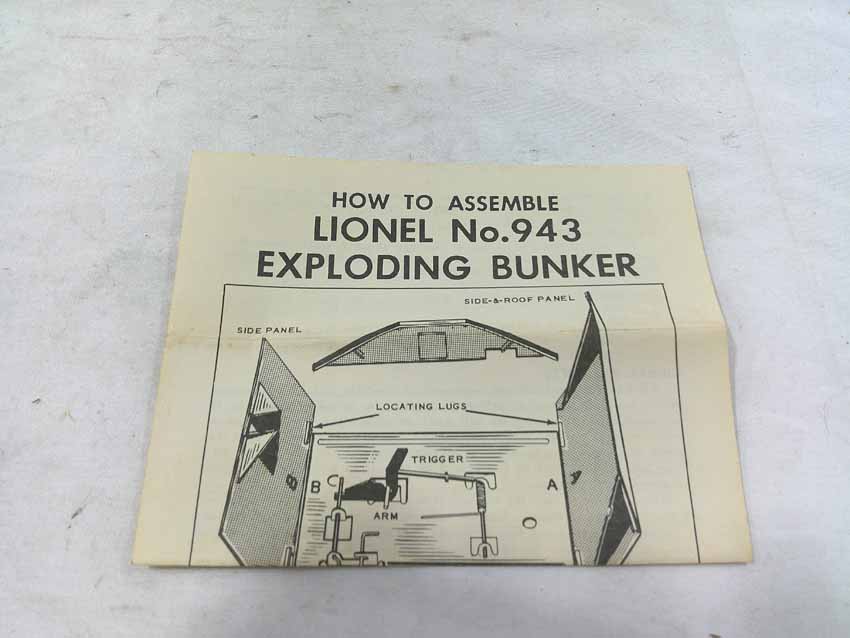 HOW TO ASSEMBLE
LIONEL No.943
EXPLODING BUNKER
SIDE-&-ROOF PANEL
SIDE PANEL
LOCATING LUGS
TRIGGER
B
B
A
A
ARM